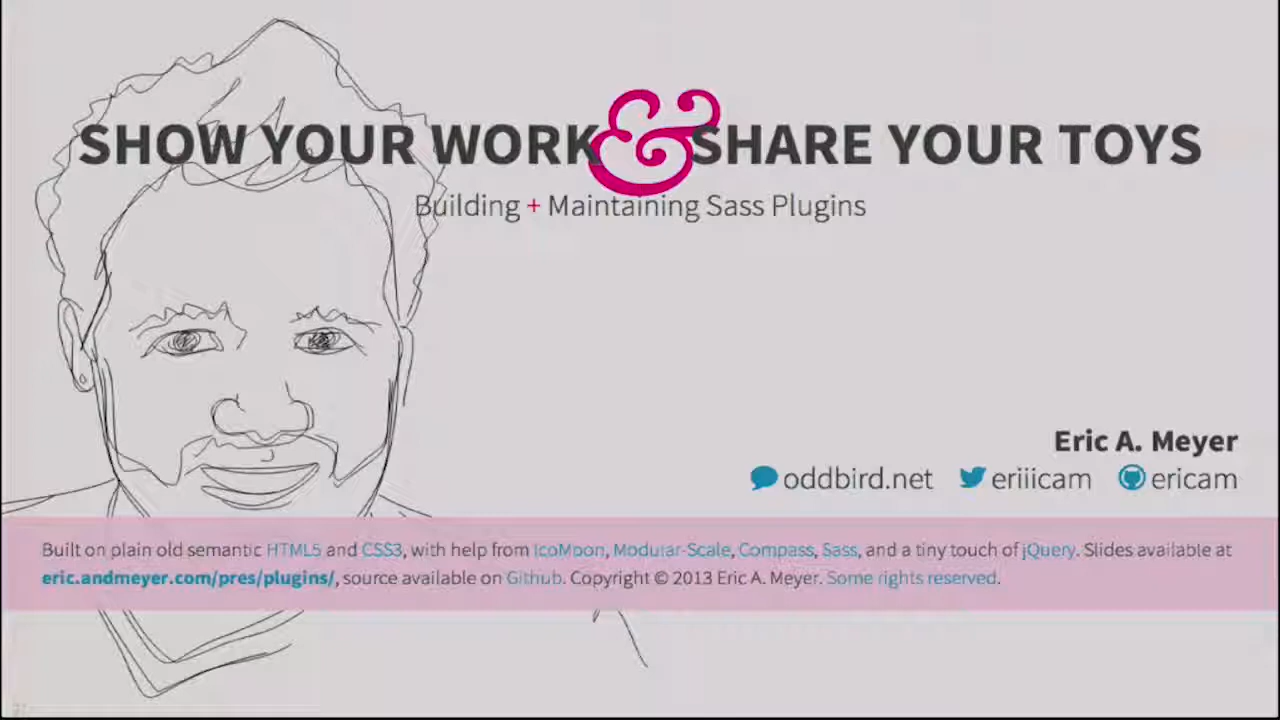 SHOW YOUR WORK & SHARE YOUR TOYS
Building + Maintaining Sass Plugins
Eric A. Meyer
oddbird.net eriiicam ericam
Built on plain old semantic HTML5 and CSS3, with help from IcoMoon, Modular-Scale, Compass, Sass, and a tiny touch of jQuery. Slides available at
eric.andmeyer.com/pres/plugins/, source available on Github. Copyright © 2013 Eric A. Meyer. Some rights reserved.